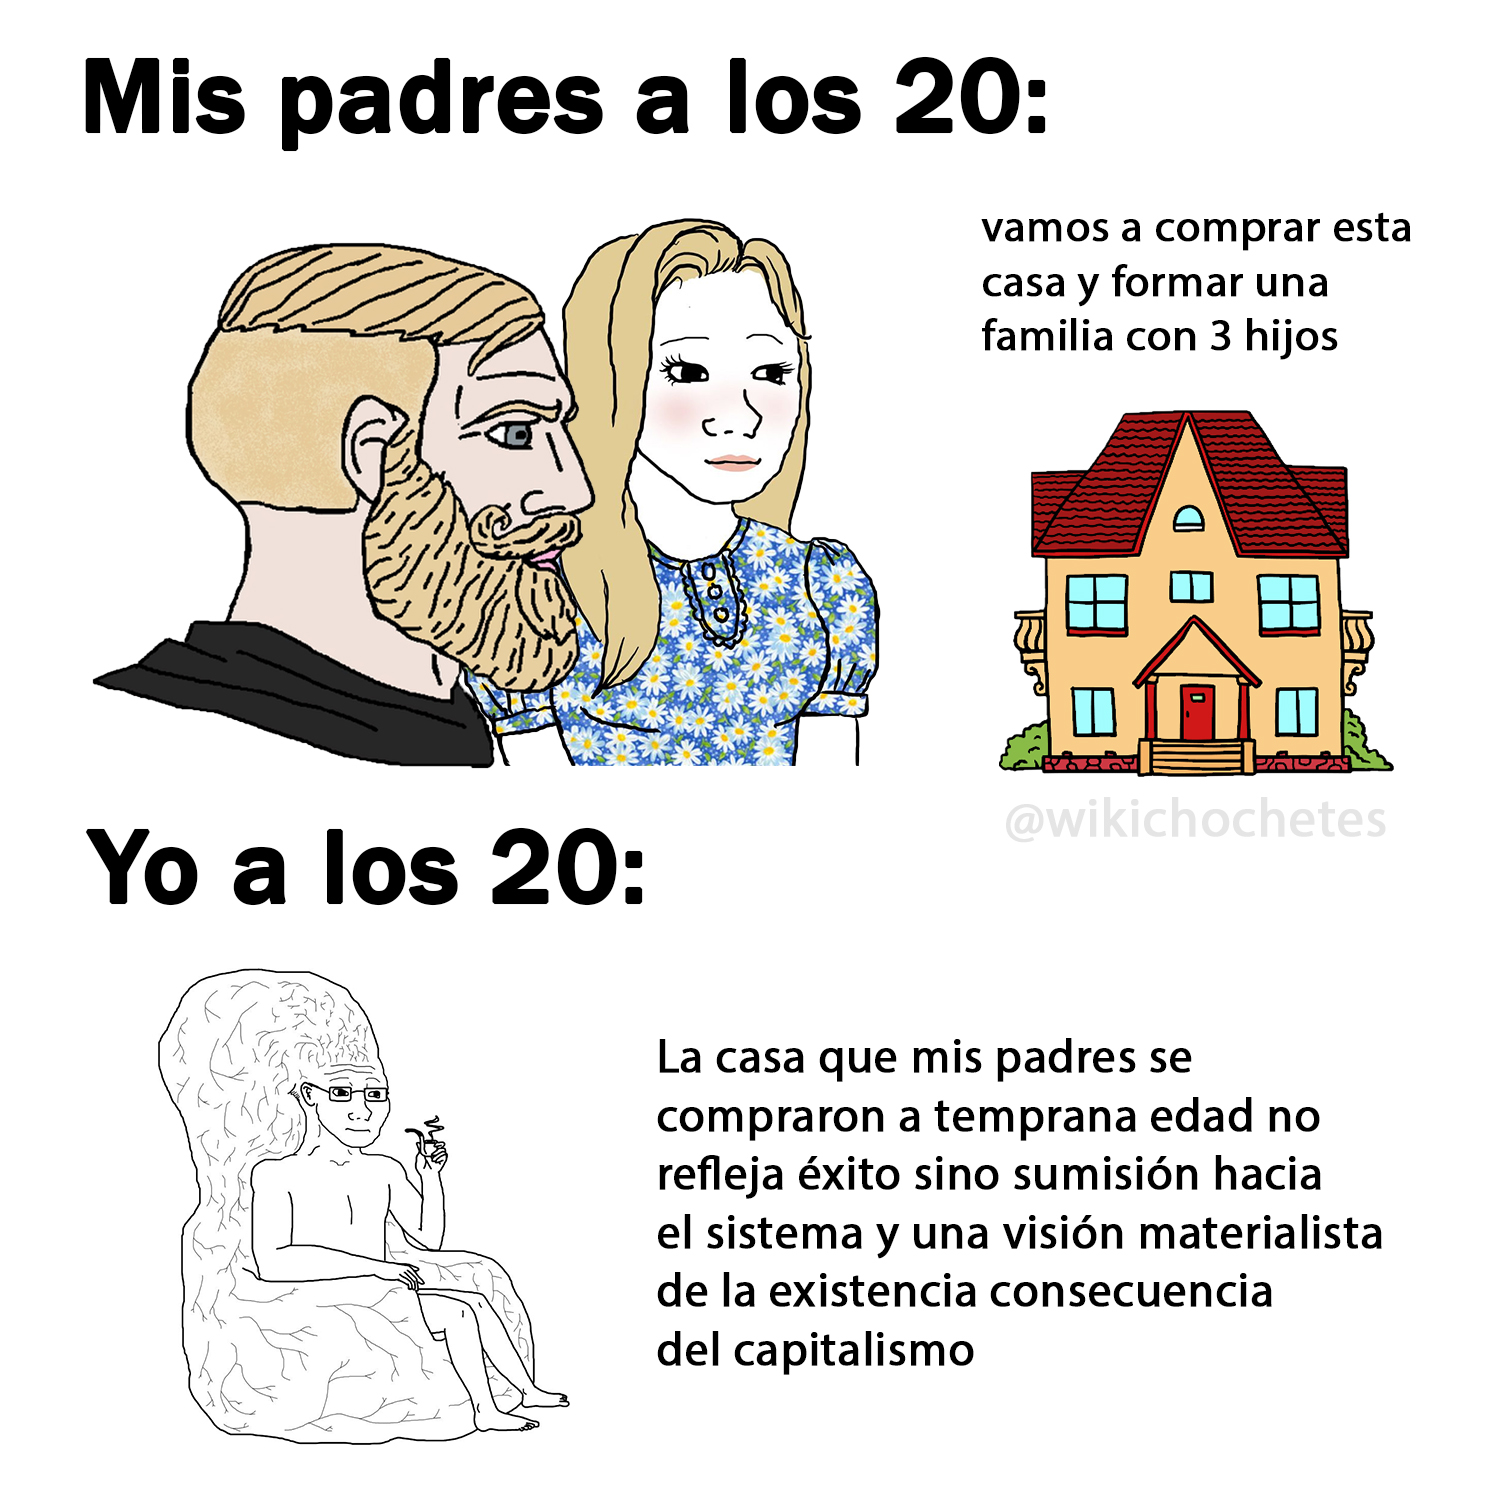 Mis padres a los 20:
vamos a comprar esta
casa y formar una
familia con 3 hijos
@wikichochetes
Yo a los 20:
La casa que mis padres se
compraron a temprana edad no
refleja éxito sino sumisión hacia
el sistema y una visión materialista
de la existencia consecuencia
del capitalismo